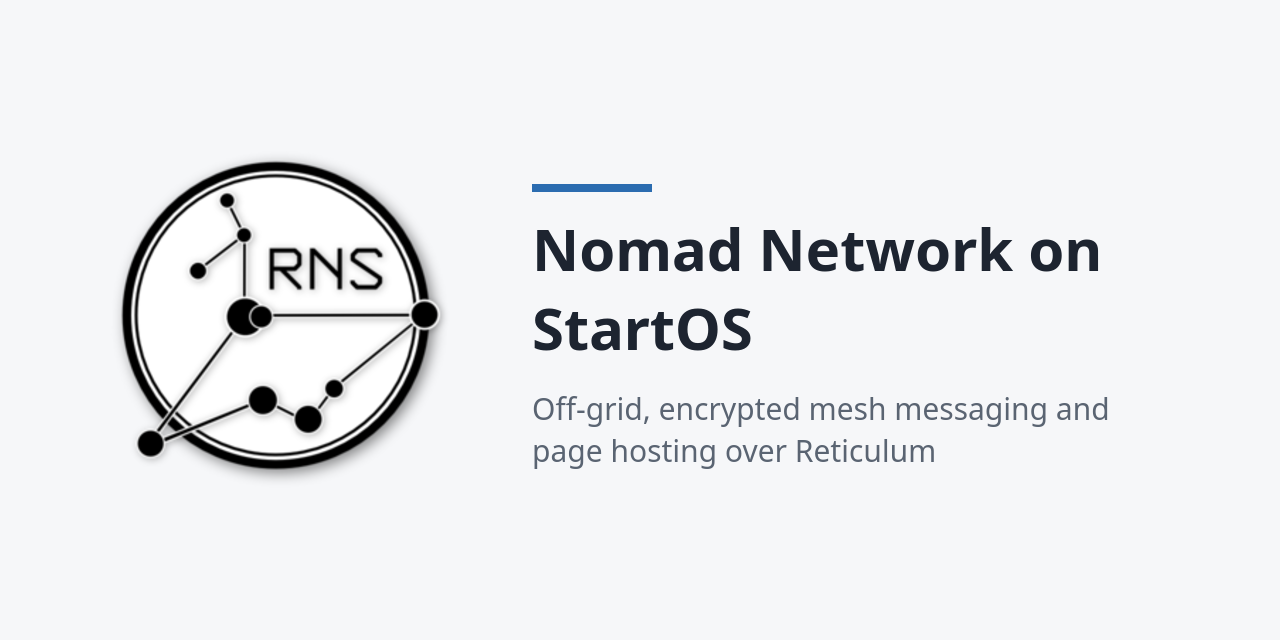 RNS
Nomad Network on
StartOS
Off-grid, encrypted mesh messaging and
page hosting over Reticulum